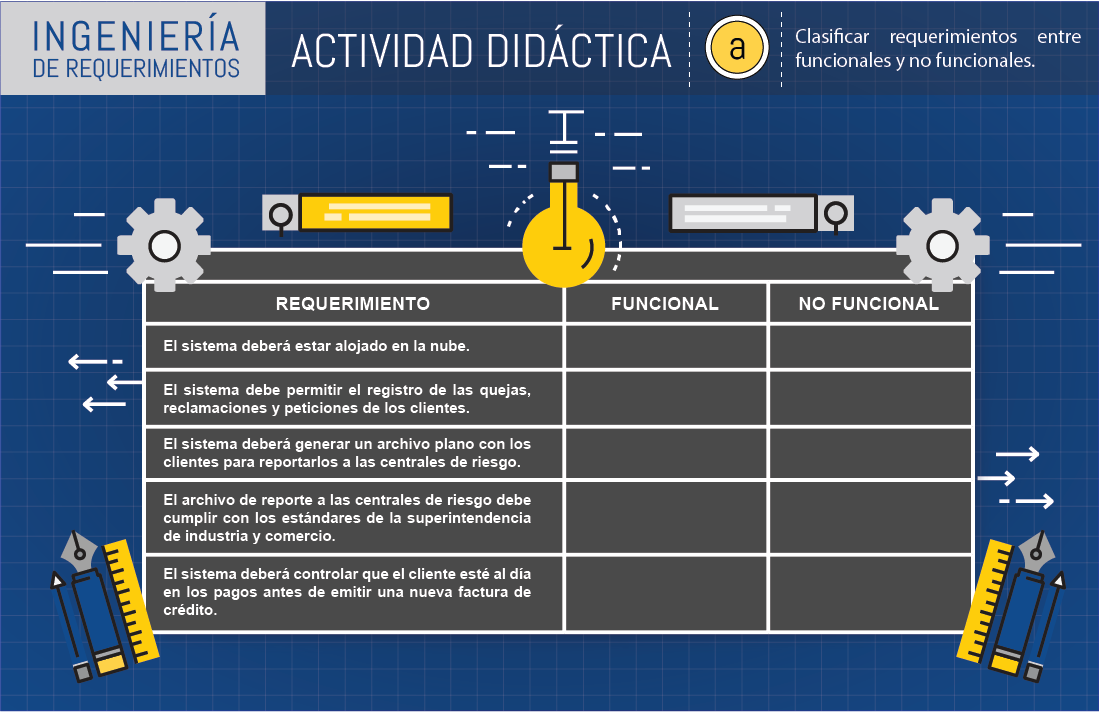 INGENIERÍA
DE REQUERIMIENTOS
ACTIVIDAD DIDÁCTICA
a
Clasificar requerimientos entre
funcionales y no funcionales.
REQUERIMIENTO
FUNCIONAL
NO FUNCIONAL
El sistema deberá estar alojado en la nube.
El sistema debe permitir el registro de las quejas,
reclamaciones y peticiones de los clientes.
El sistema deberá generar un archivo plano con los
clientes para reportarlos a las centrales de riesgo.
El archivo de reporte a las centrales de riesgo debe
cumplir con los estándares de la superintendencia
de industria y comercio.
El sistema deberá controlar que el cliente esté al día
en los pagos antes de emitir una nueva factura de
crédito.